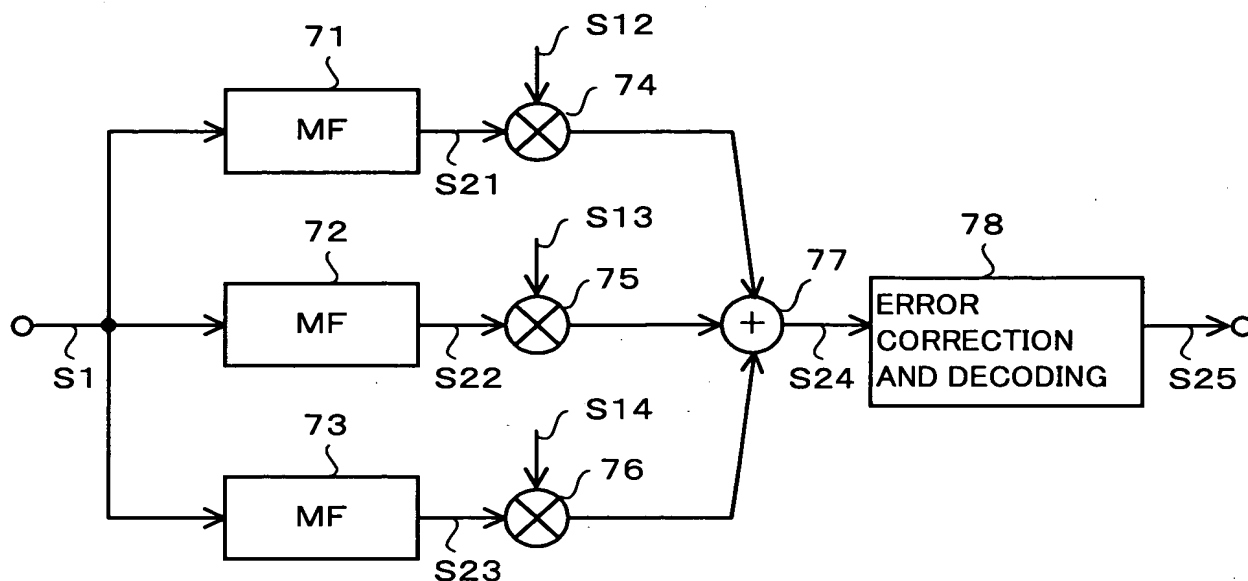 71
S12
74
MF
S21
72
S13
75
77
78
MF
+
ERROR
CORRECTION
AND DECODING
S1
S22
S24
S25
73
S14
76
MF
S23